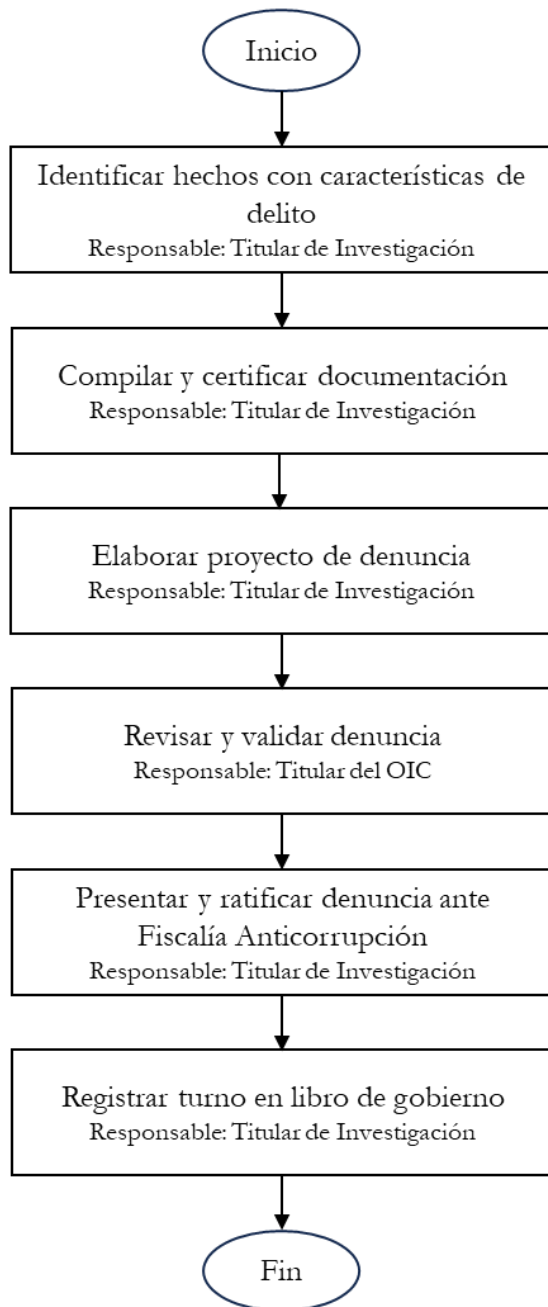 Inicio
Identificar hechos con características de
delito
Responsable: Titular de Investigación
Compilar y certificar documentación
Responsable: Titular de Investigación
Elaborar proyecto de denuncia
Responsable: Titular de Investigación
Revisar y validar denuncia
Responsable: Titular del OIC
Presentar y ratificar denuncia ante
Fiscalía Anticorrupción
Responsable: Titular de Investigación
Registrar turno en libro de gobierno
Responsable: Titular de Investigación
Fin